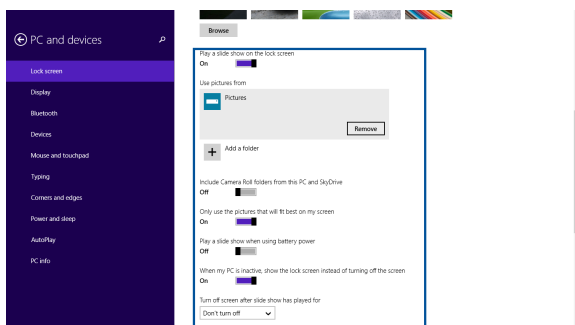 PC and devices
Lock screen
Display
Bluetooth
Devices
Mouse and touchpad
Typing
Corners and edges
Power and sleep
AutoPlay
PC info
Browse
Play a slide show on the lock screen
On
Use pictures from
Pictures
Remove
Add a folder
Include Camera Roll folders from this PC and SkyDrive
Off
Only use the pictures that will fit best on my screen
On
Play a slide show when using battery power
Off
When my PC is inactive, show the lock screen instead of turning off the screen
On
Turn off screen after slide show has played for
Don't turn off